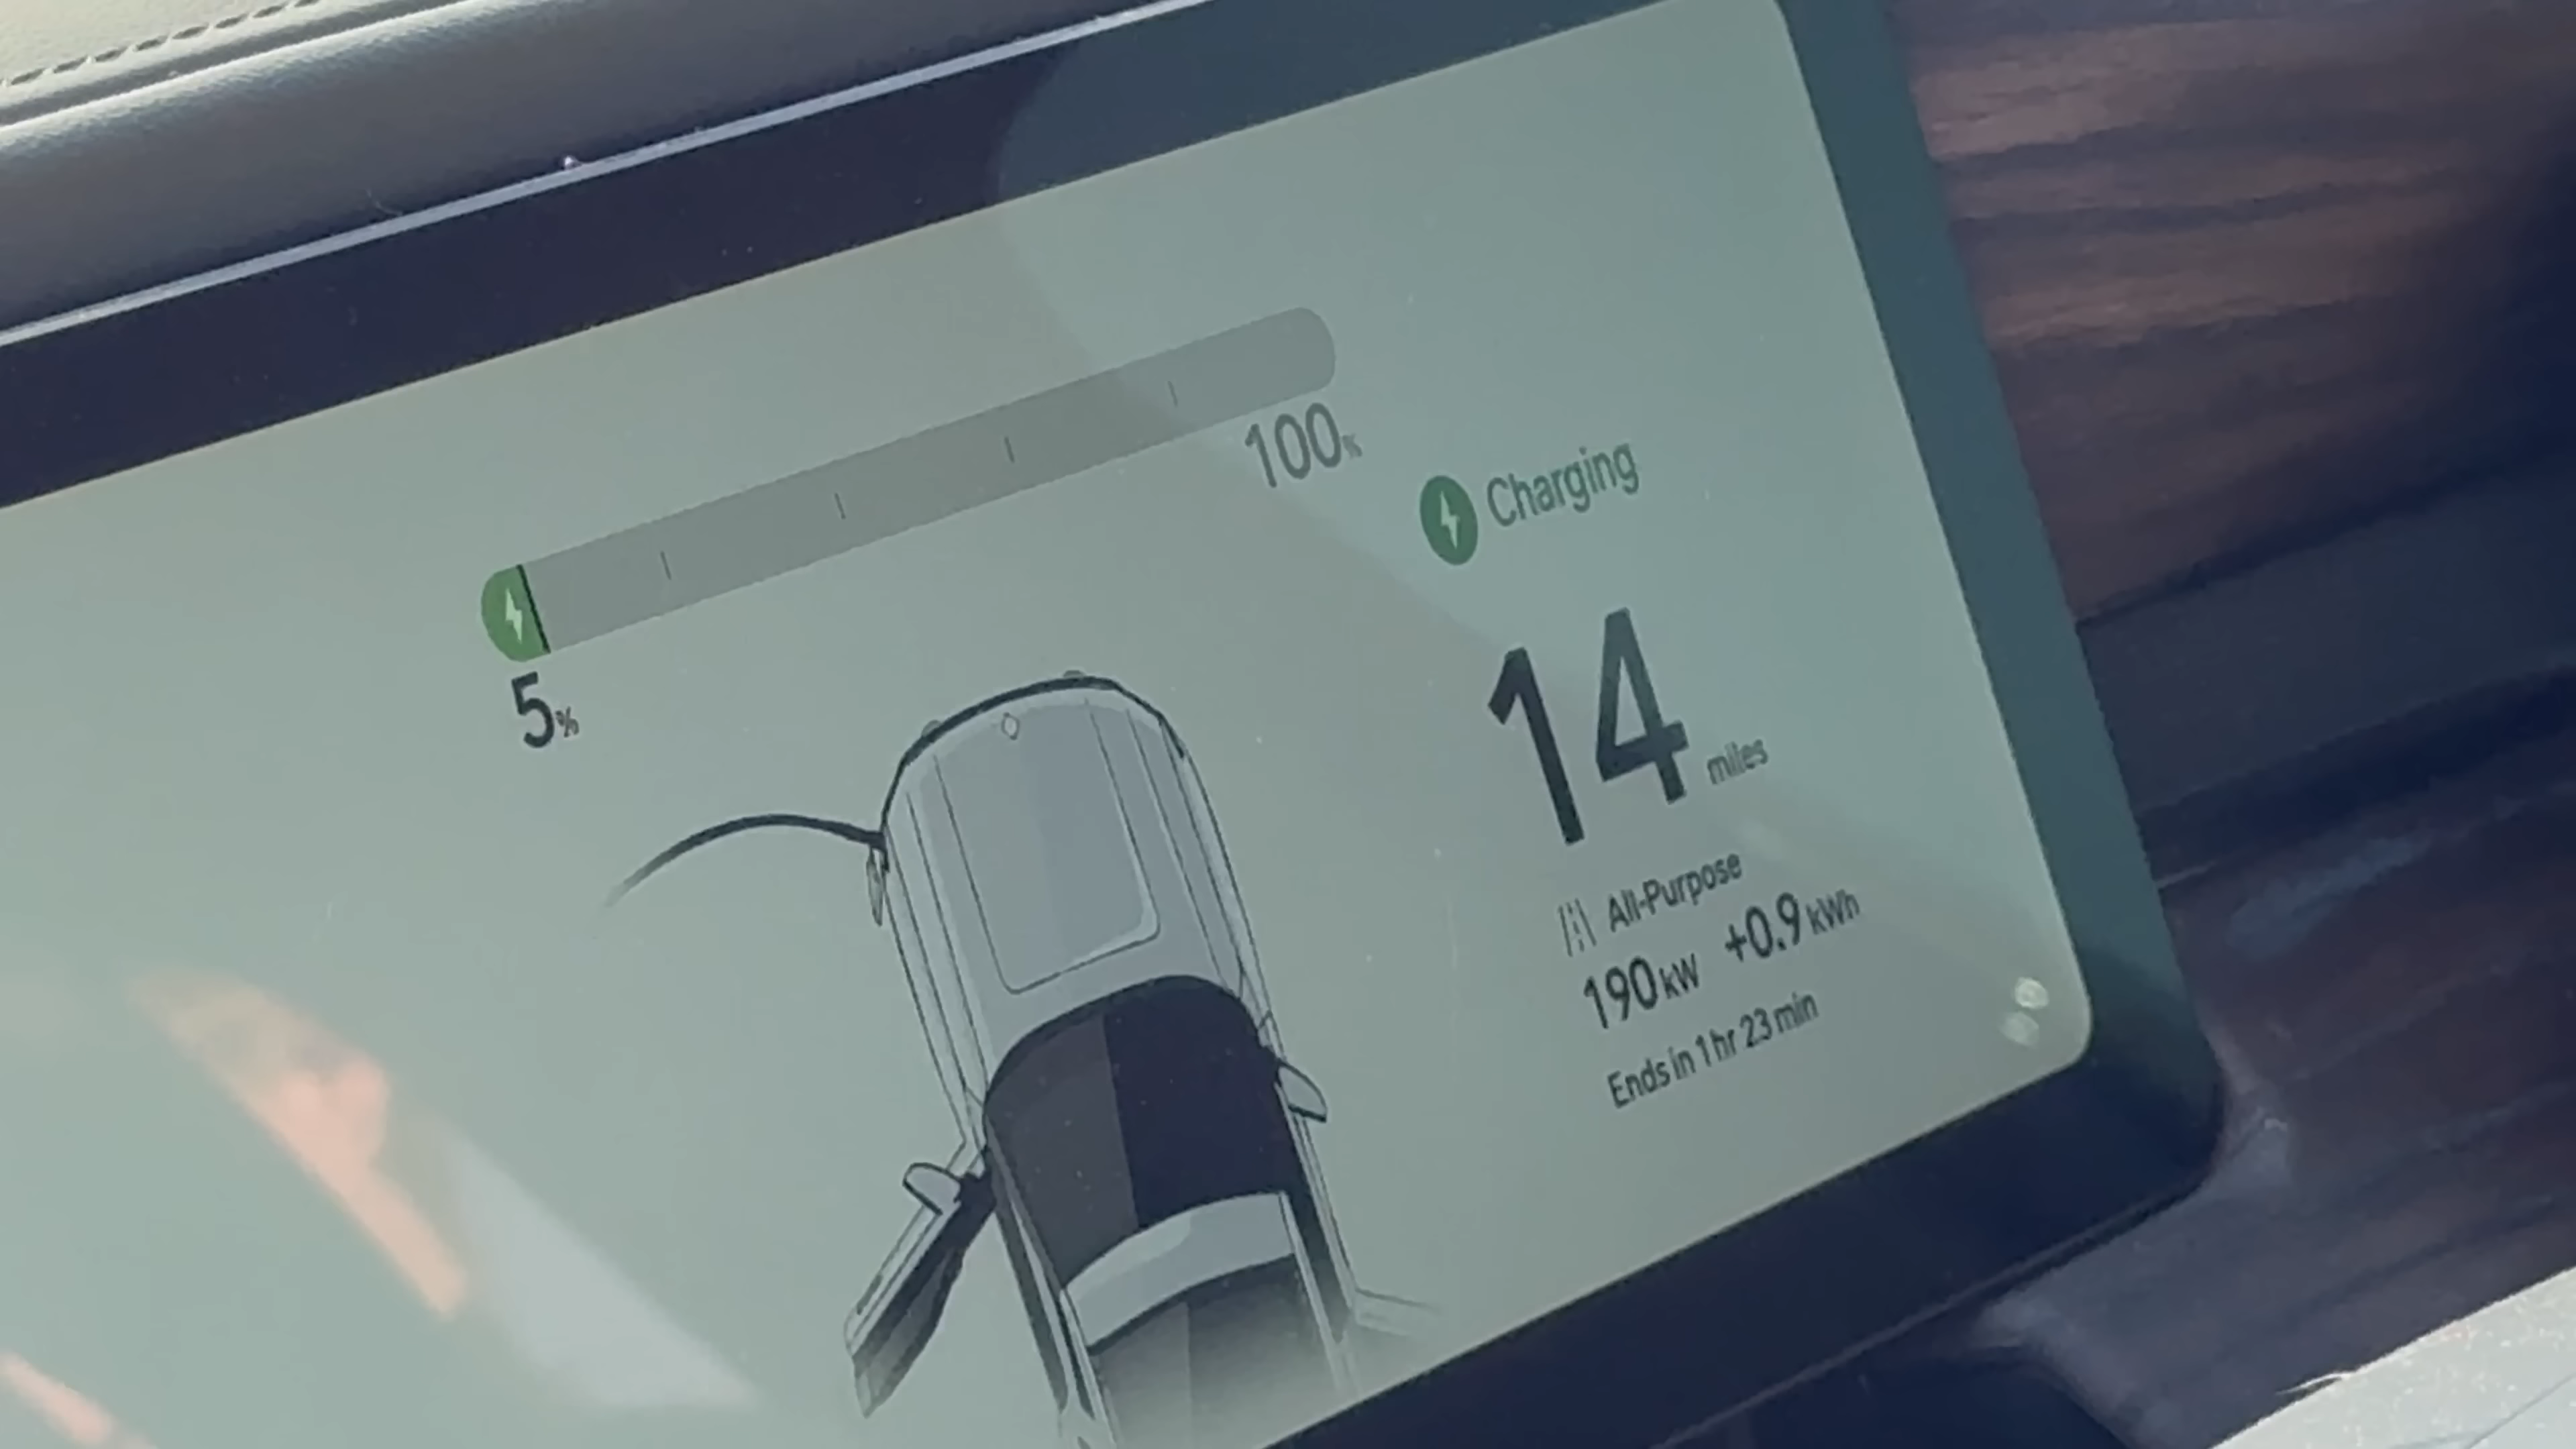 100%
5%
Charging
14 miles
All-Purpose
190 kW +0.9 kWh
Ends in 1 hr 23 min